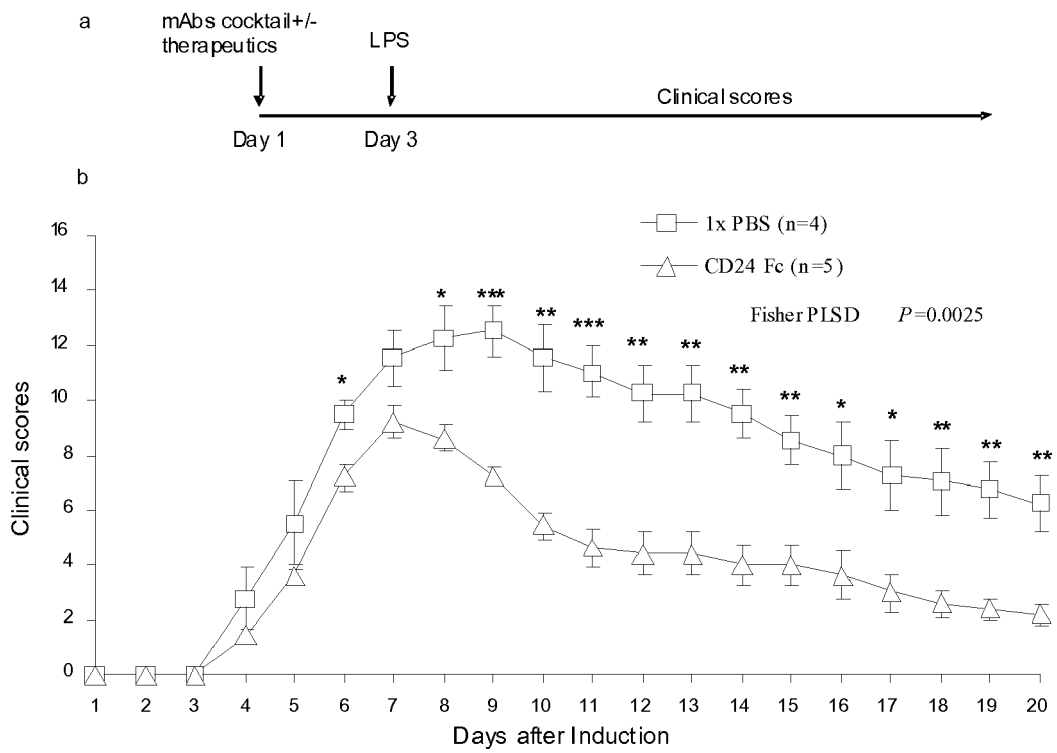 a
mAbs cocktail+/-
therapeutics
LPS
Clinical scores
Day 1
Day 3
b
Clinical scores
16
14
12
10
8
6
4
2
0
1x PBS (n=4)
CD24 Fc (n=5)
Fisher PLSD P=0.0025
* * *** ** *** ** ** ** ** * * ** ** **
1 2 3 4 5 6 7 8 9 10 11 12 13 14 15 16 17 18 19 20
Days after Induction